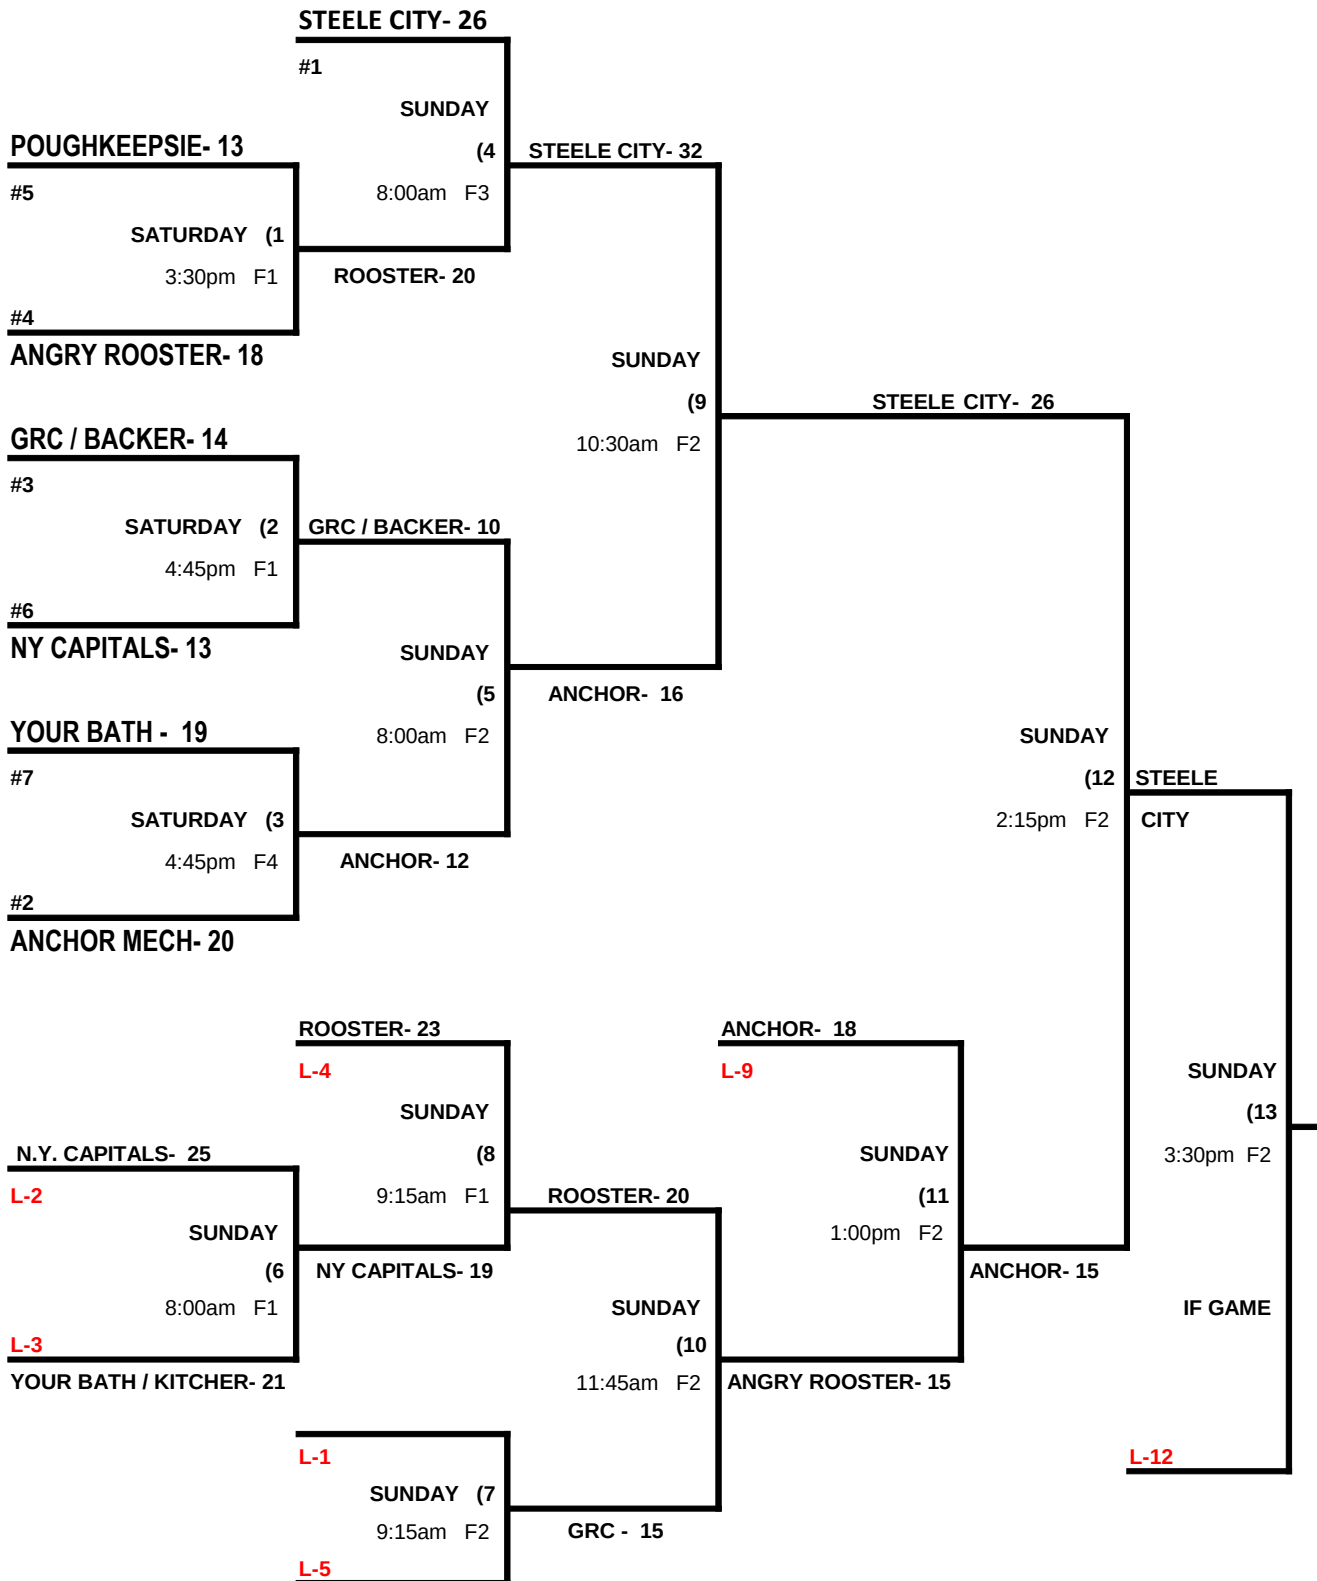 STEELE CITY- 26
#1
SUNDAY
POUGHKEEPSIE- 13
(4
STEELE CITY- 32
#5
8:00am F3
SATURDAY (1
3:30pm F1
ROOSTER- 20
#4
ANGRY ROOSTER- 18
SUNDAY
(9
STEELE CITY- 26
GRC / BACKER- 14
10:30am F2
#3
SATURDAY (2
GRC / BACKER- 10
4:45pm F1
#6
NY CAPITALS- 13
SUNDAY
(5
ANCHOR- 16
YOUR BATH - 19
8:00am F2
SUNDAY
#7
(12
STEELE
SATURDAY (3
2:15pm F2
CITY
4:45pm F4
ANCHOR- 12
#2
ANCHOR MECH- 20
ROOSTER- 23
ANCHOR- 18
L-4
L-9
SUNDAY
SUNDAY
(13
N.Y. CAPITALS- 25
(8
SUNDAY
3:30pm F2
L-2
9:15am F1
ROOSTER- 20
(11
SUNDAY
1:00pm F2
(6
NY CAPITALS- 19
ANCHOR- 15
8:00am F1
SUNDAY
IF GAME
L-3
(10
YOUR BATH / KITCHER- 21
11:45am F2
ANGRY ROOSTER- 15
L-1
L-12
SUNDAY (7
9:15am F2
GRC - 15
L-5